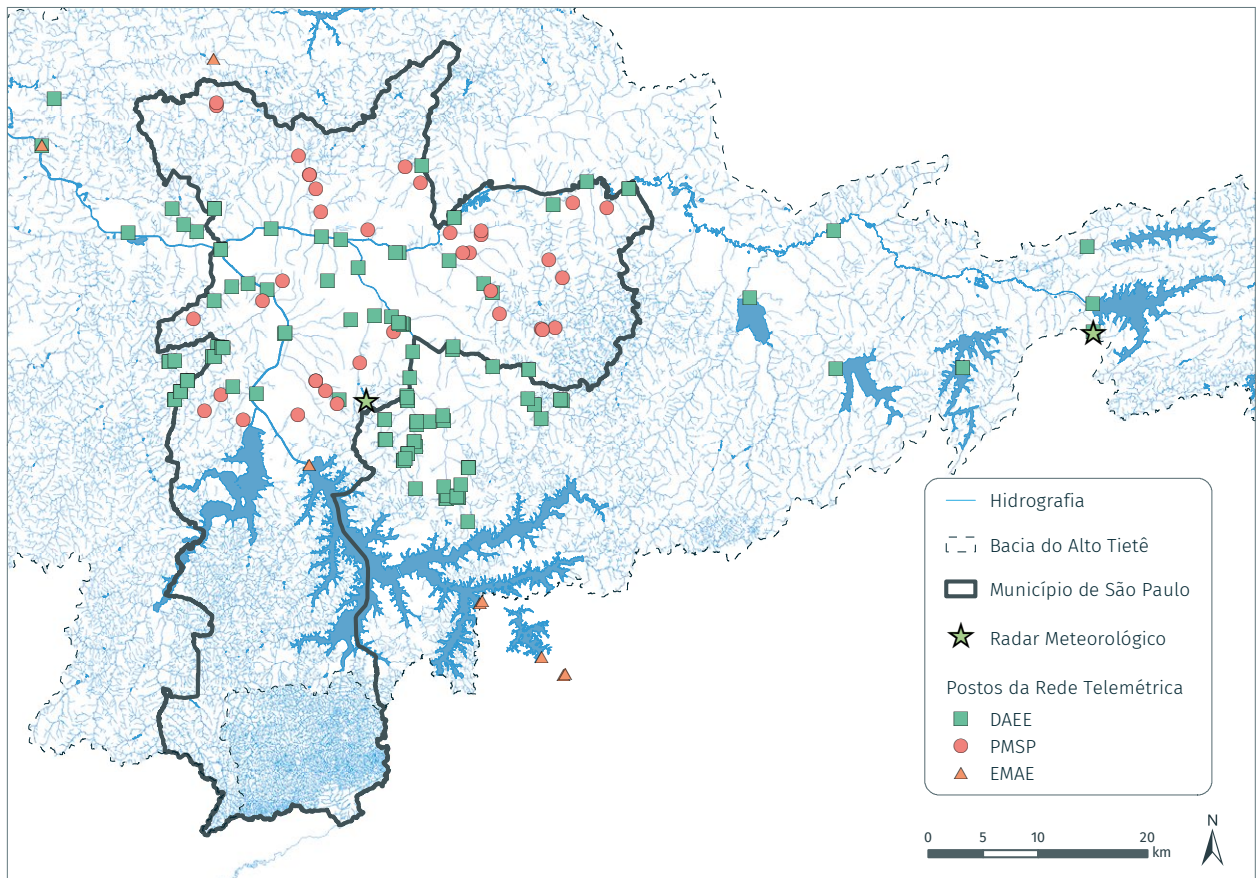 Hidrografia
Bacia do Alto Tietê
Município de São Paulo
Radar Meteorológico
Postos da Rede Telemétrica
DAEE
PMSP
EMAE
0 5 10 20
km
N